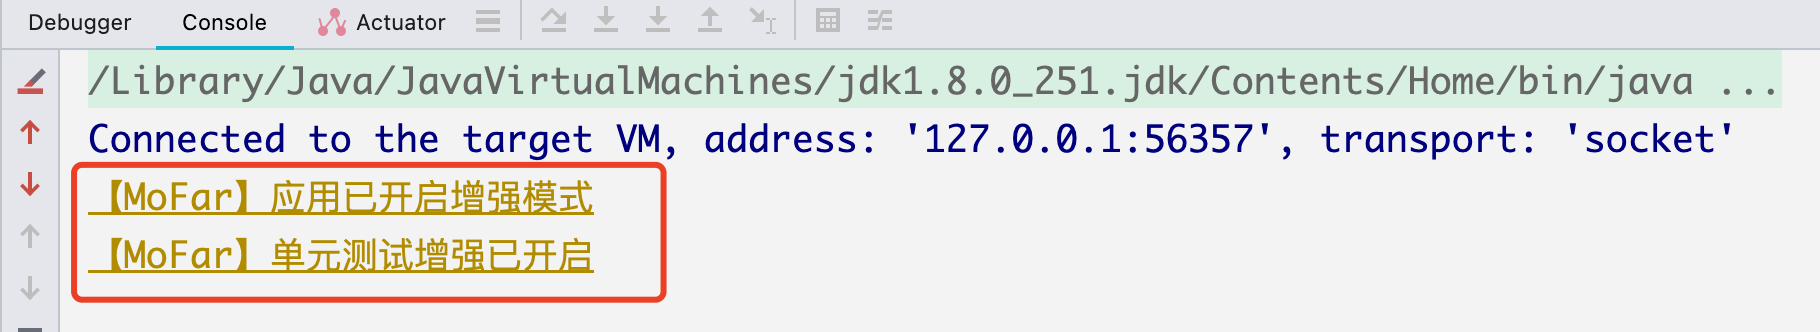 Debugger Console Actuator
/Library/Java/JavaVirtualMachines/jdk1.8.0_251.jdk/Contents/Home/bin/java ...
Connected to the target VM, address: '127.0.0.1:56357', transport: 'socket'
【MoFar】应用已开启增强模式
【MoFar】单元测试增强已开启